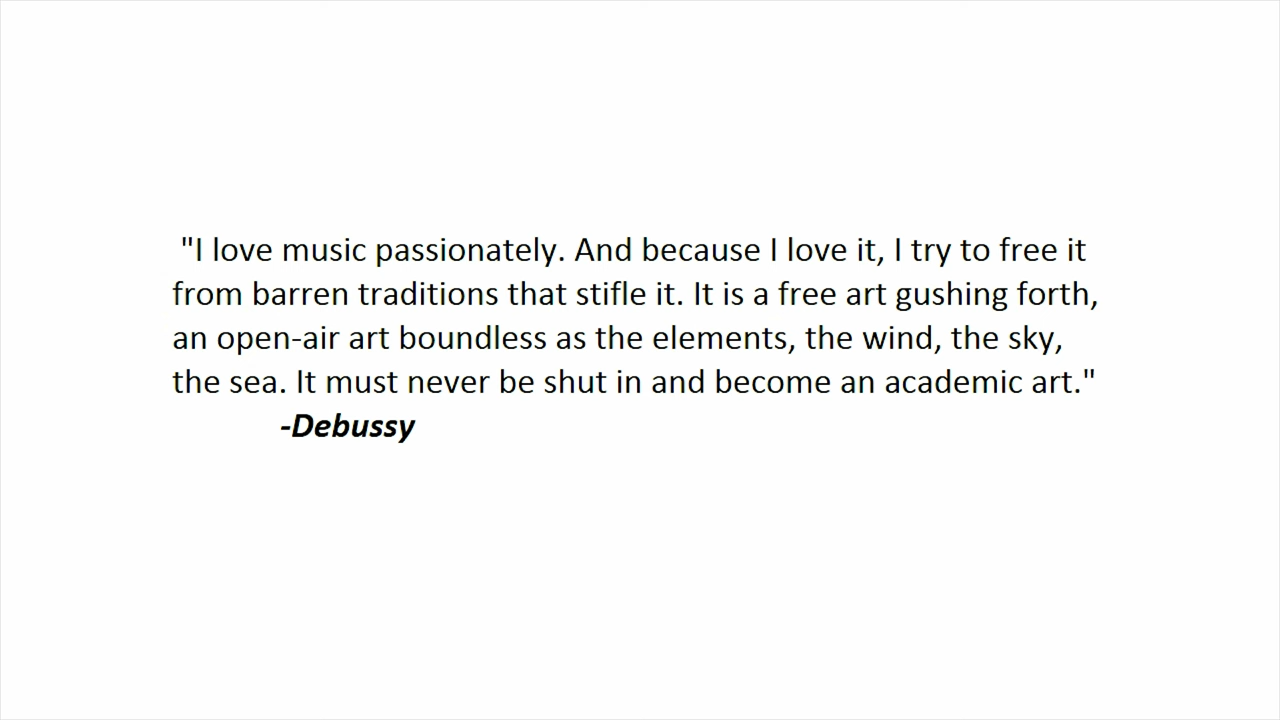 "I love music passionately. And because I love it, I try to free it
from barren traditions that stifle it. It is a free art gushing forth,
an open-air art boundless as the elements, the wind, the sky,
the sea. It must never be shut in and become an academic art."
-Debussy